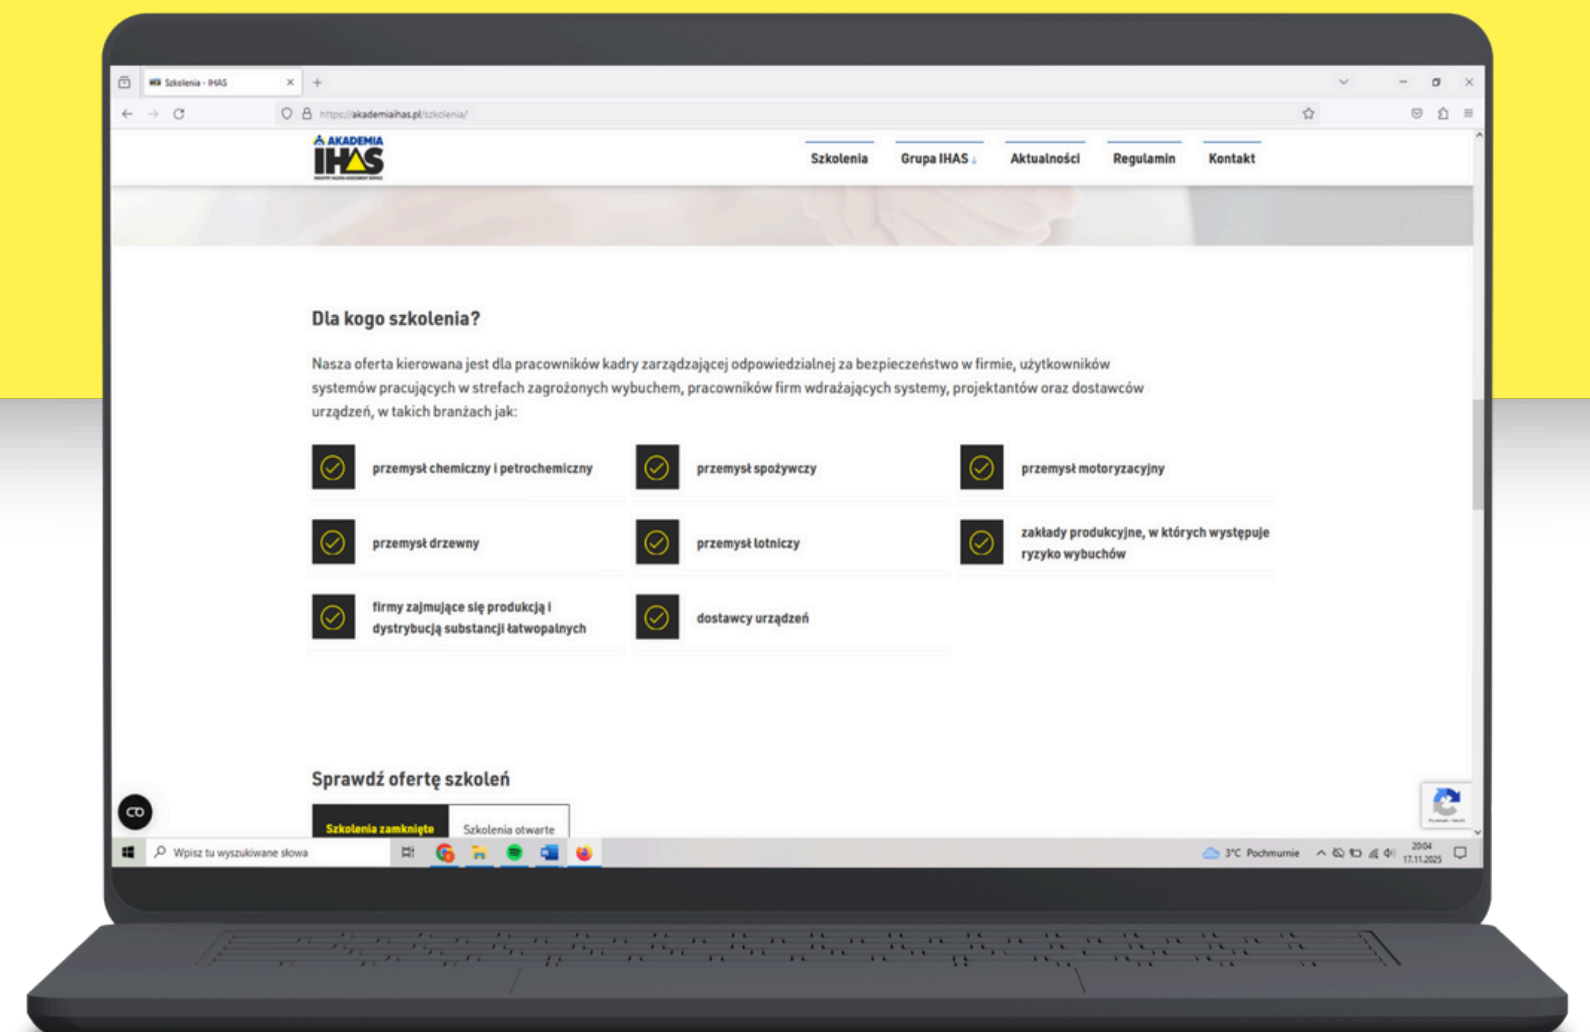 Szkolenia - IHAS
https://akademiaihas.pl/szkolenia/
AKADEMIA
IHAS
Szkolenia
Grupa IHAS ↓
Aktualności
Regulamin
Kontakt
Dla kogo szkolenia?
Nasza oferta kierowana jest dla pracowników kadry zarządzającej odpowiedzialnej za bezpieczeństwo w firmie, użytkowników
systemów pracujących w strefach zagrożonych wybuchem, pracowników firm wdrażających systemy, projektantów oraz dostawców
urządzeń, w takich branżach jak:
przemysł chemiczny i petrochemiczny
przemysł spożywczy
przemysł motoryzacyjny
przemysł drzewny
przemysł lotniczy
zakłady produkcyjne, w których występuje
ryzyko wybuchów
firmy zajmujące się produkcją i
dystrybucją substancji łatwopalnych
dostawcy urządzeń
Sprawdź ofertę szkoleń
Szkolenia zamknięte
Szkolenia otwarte
Wpisz tu wyszukiwane słowa
3°C Pochmurnie
20:04
17.11.2025